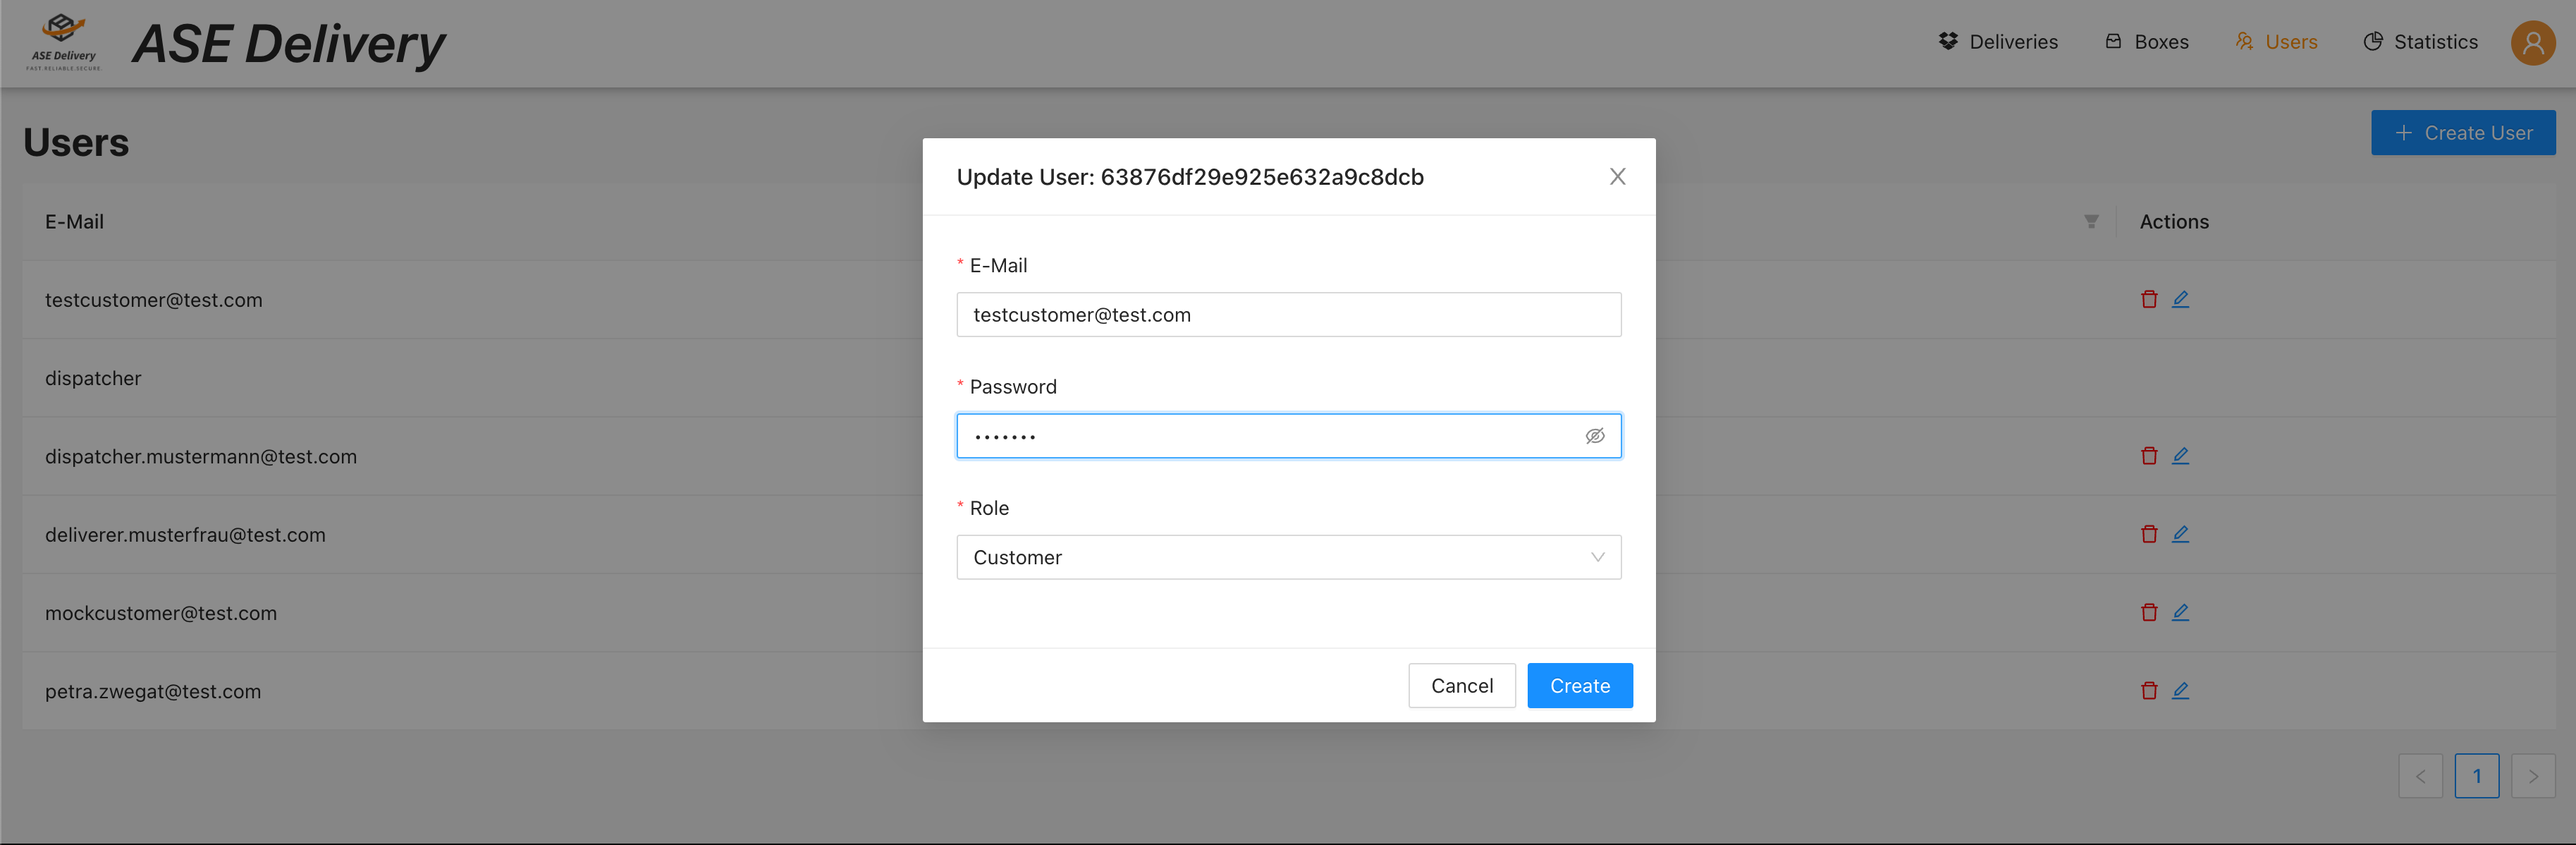 ASE Delivery
FAST.RELIABLE.SECURE.
ASE Delivery
Deliveries
Boxes
Users
Statistics
Users
+ Create User
E-Mail
Actions
testcustomer@test.com
dispatcher
dispatcher.mustermann@test.com
deliverer.musterfrau@test.com
mockcustomer@test.com
petra.zwegat@test.com
Update User: 63876df29e925e632a9c8dcb
* E-Mail
testcustomer@test.com
* Password
•••••••
* Role
Customer
Cancel
Create
< 1 >